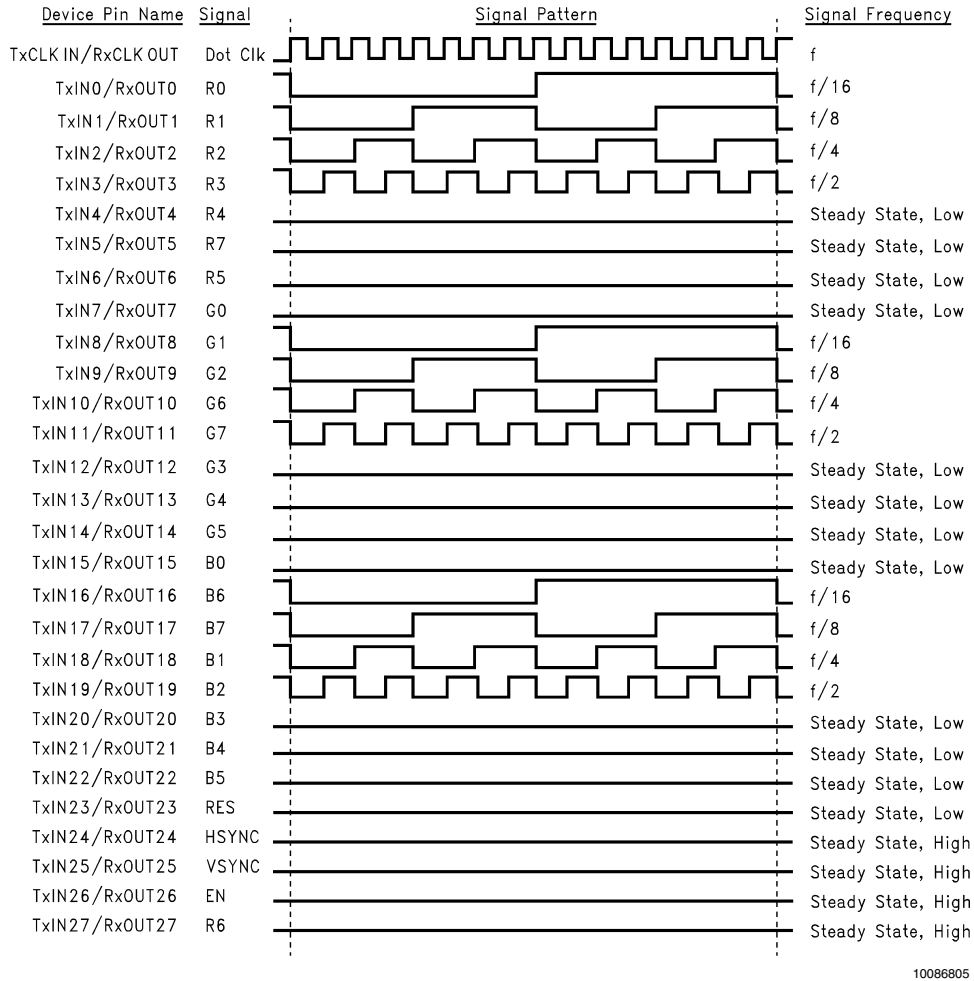 Device Pin Name Signal Signal Pattern Signal Frequency
TxCLK IN/RxCLK OUT Dot Clk f
TxIN0/RxOUT0 R0 f/16
TxIN1/RxOUT1 R1 f/8
TxIN2/RxOUT2 R2 f/4
TxIN3/RxOUT3 R3 f/2
TxIN4/RxOUT4 R4 Steady State, Low
TxIN5/RxOUT5 R7 Steady State, Low
TxIN6/RxOUT6 R5 Steady State, Low
TxIN7/RxOUT7 G0 Steady State, Low
TxIN8/RxOUT8 G1 f/16
TxIN9/RxOUT9 G2 f/8
TxIN10/RxOUT10 G6 f/4
TxIN11/RxOUT11 G7 f/2
TxIN12/RxOUT12 G3 Steady State, Low
TxIN13/RxOUT13 G4 Steady State, Low
TxIN14/RxOUT14 G5 Steady State, Low
TxIN15/RxOUT15 B0 Steady State, Low
TxIN16/RxOUT16 B6 f/16
TxIN17/RxOUT17 B7 f/8
TxIN18/RxOUT18 B1 f/4
TxIN19/RxOUT19 B2 f/2
TxIN20/RxOUT20 B3 Steady State, Low
TxIN21/RxOUT21 B4 Steady State, Low
TxIN22/RxOUT22 B5 Steady State, Low
TxIN23/RxOUT23 RES Steady State, Low
TxIN24/RxOUT24 HSYNC Steady State, High
TxIN25/RxOUT25 VSYNC Steady State, High
TxIN26/RxOUT26 EN Steady State, High
TxIN27/RxOUT27 R6 Steady State, High
10086805